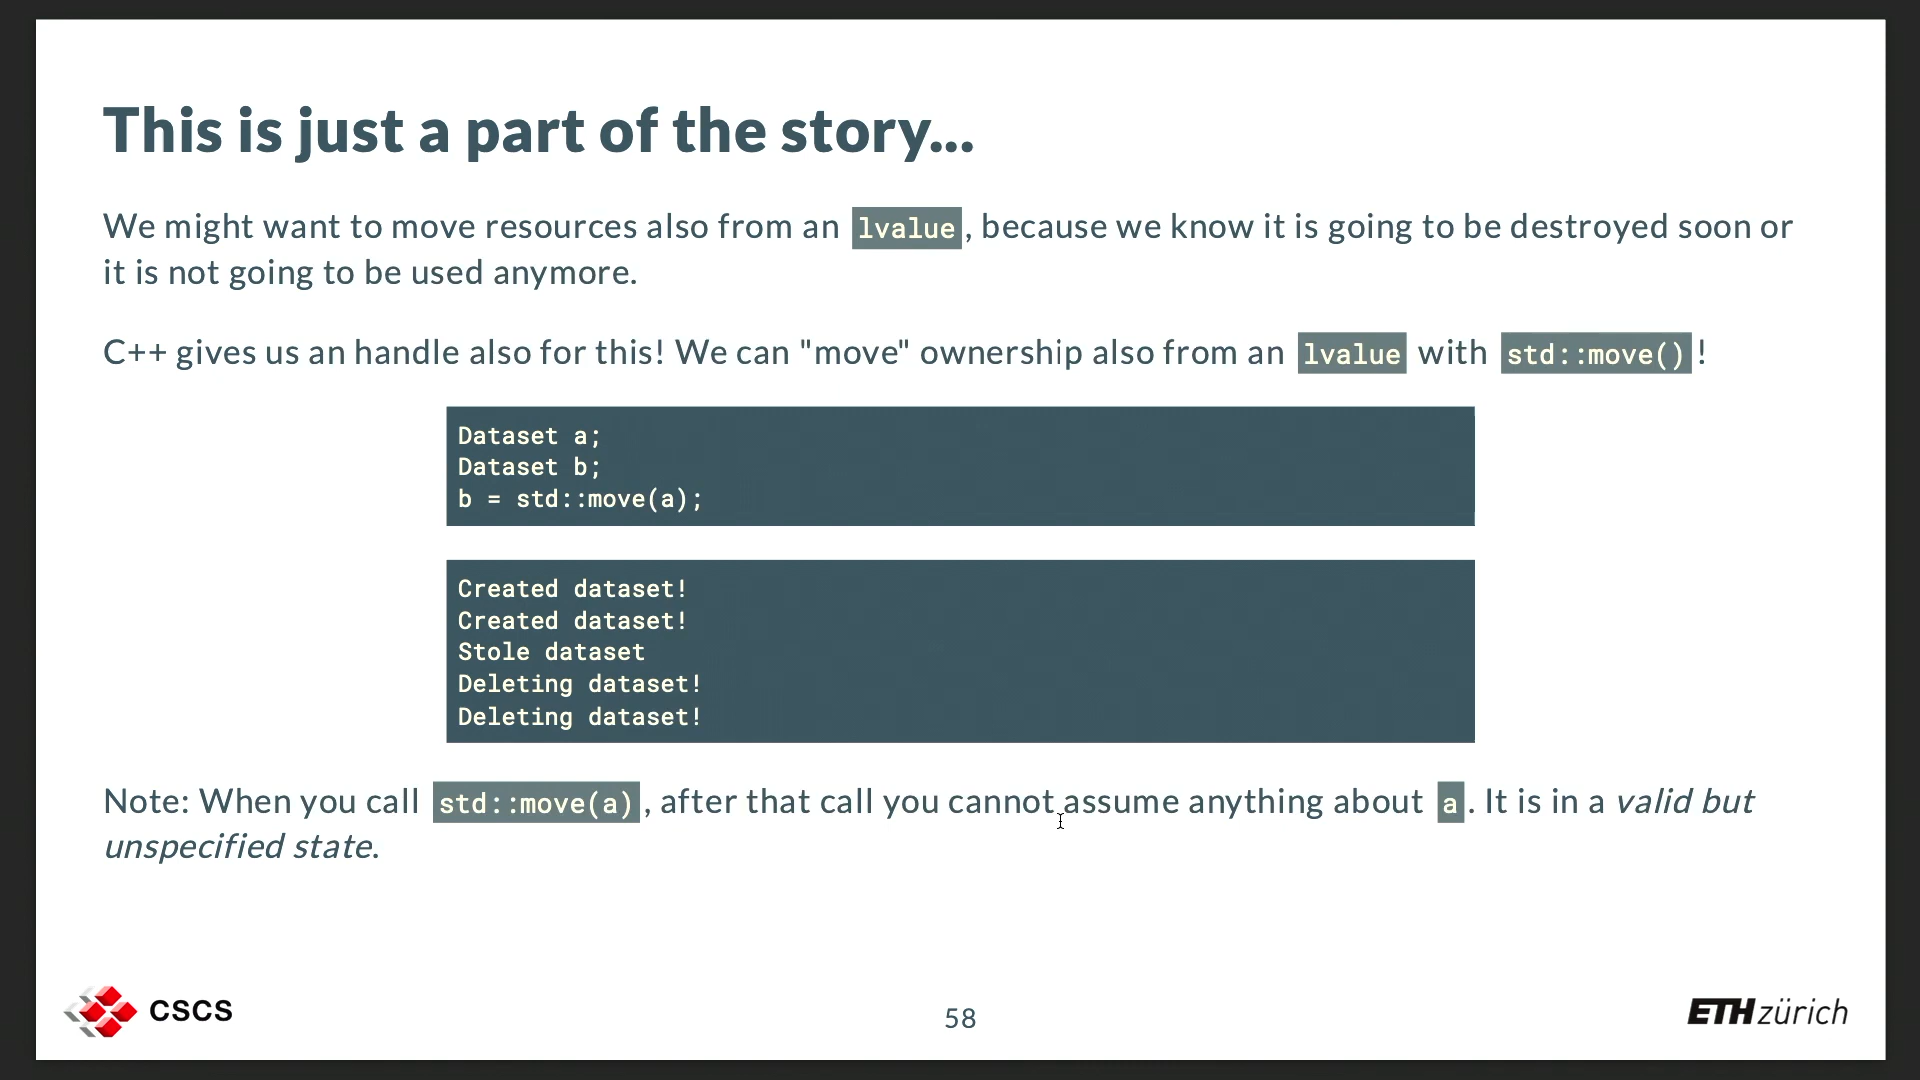 This is just a part of the story...
We might want to move resources also from an lvalue, because we know it is going to be destroyed soon or
it is not going to be used anymore.
C++ gives us an handle also for this! We can "move" ownership also from an lvalue with std::move()!
Dataset a;
Dataset b;
b = std::move(a);
Created dataset!
Created dataset!
Stole dataset
Deleting dataset!
Deleting dataset!
Note: When you call std::move(a), after that call you cannot assume anything about a. It is in a valid but
unspecified state.
CSCS
58
ETH zürich